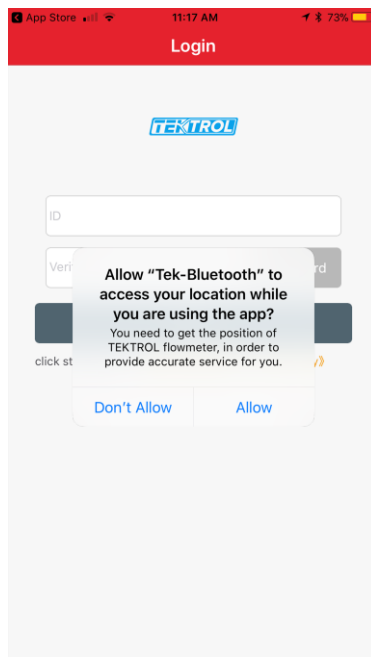 App Store 11:17 AM 73%
Login
TEKTROL
ID
Veri rd
Allow “Tek-Bluetooth” to
access your location while
you are using the app?
You need to get the position of
TEKTROL flowmeter, in order to
provide accurate service for you.
click st y》
Don't Allow Allow